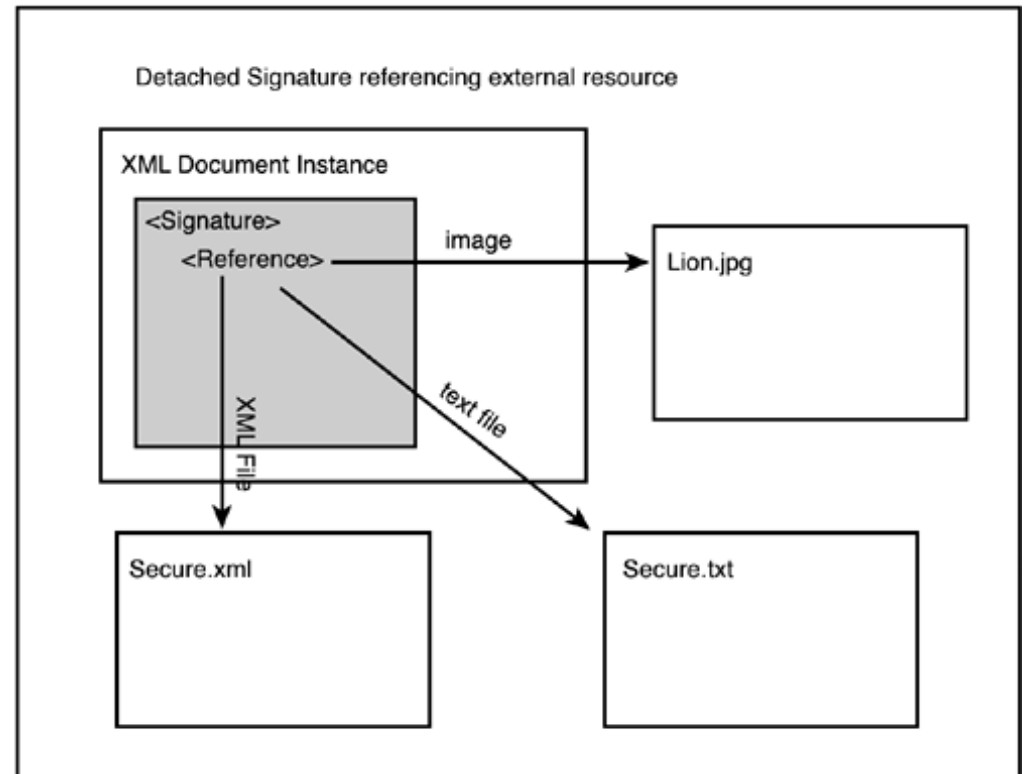 Detached Signature referencing external resource
XML Document Instance
<Signature>
<Reference>
image
Lion.jpg
text file
XML File
Secure.xml
Secure.txt